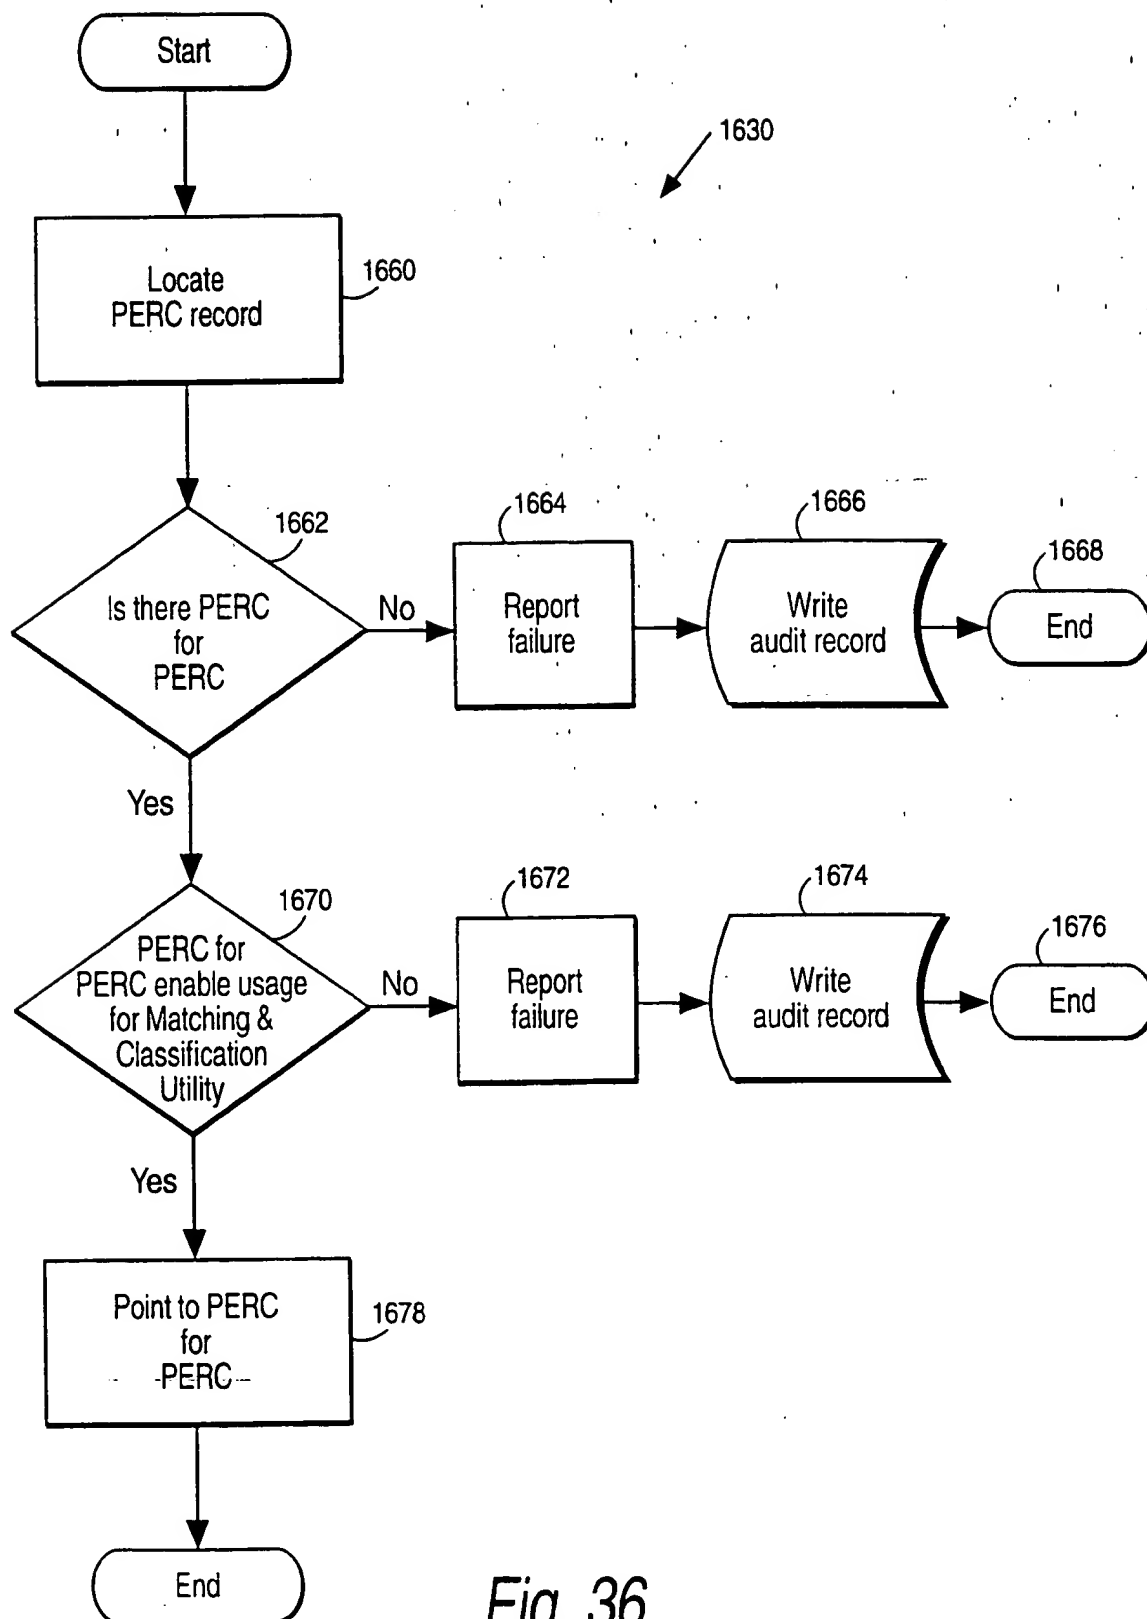 Start
1630
Locate
PERC record
1660
Is there PERC
for
PERC
1662
No
Report
failure
1664
Write
audit record
1666
End
1668
Yes
PERC for
PERC enable usage
for Matching &
Classification
Utility
1670
No
Report
failure
1672
Write
audit record
1674
End
1676
Yes
Point to PERC
for
PERC
1678
End
Fig. 36